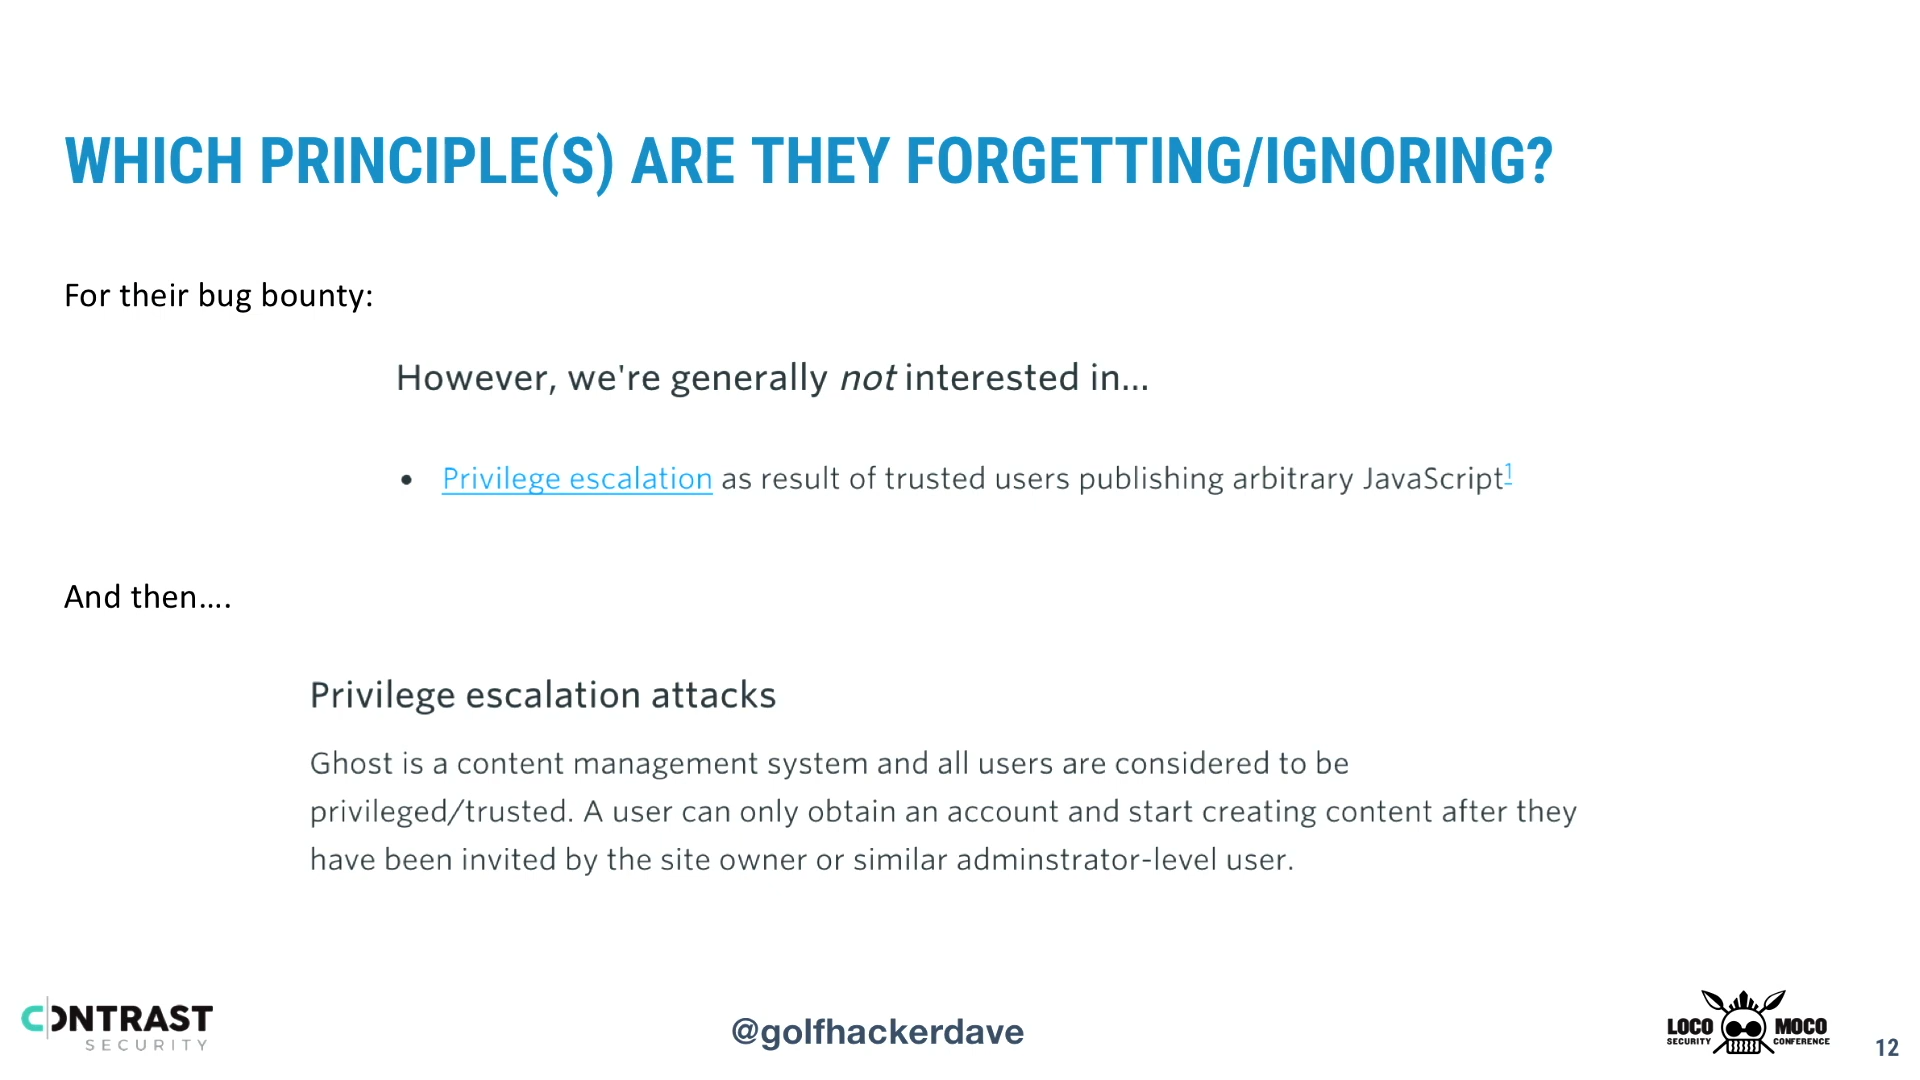 WHICH PRINCIPLE(S) ARE THEY FORGETTING/IGNORING?
For their bug bounty:
However, we're generally not interested in...
• Privilege escalation as result of trusted users publishing arbitrary JavaScript1
And then....
Privilege escalation attacks
Ghost is a content management system and all users are considered to be
privileged/trusted. A user can only obtain an account and start creating content after they
have been invited by the site owner or similar adminstrator-level user.
CONTRAST
SECURITY
@golfhackerdave
LOCO MOCO
SECURITY CONFERENCE
12